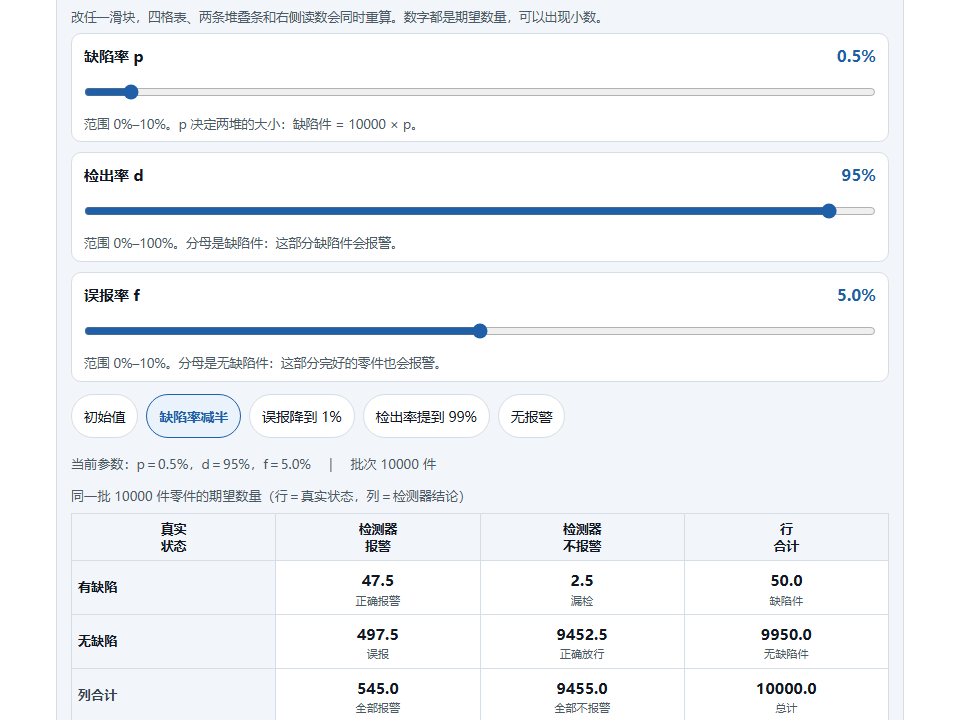 改任一滑块，四格表、两条堆叠条和右侧读数会同时重算。数字都是期望数量，可以出现小数。
缺陷率 p
0.5%
范围 0%–10%。p 决定两堆的大小：缺陷件 = 10000 × p。
检出率 d
95%
范围 0%–100%。分母是缺陷件：这部分缺陷件会报警。
误报率 f
5.0%
范围 0%–10%。分母是无缺陷件：这部分完好的零件也会报警。
初始值
缺陷率减半
误报降到 1%
检出率提到 99%
无报警
当前参数：p = 0.5%，d = 95%，f = 5.0% | 批次 10000 件
同一批 10000 件零件的期望数量（行 = 真实状态，列 = 检测器结论）
真实
状态
检测器
报警
检测器
不报警
行
合计
有缺陷
47.5
正确报警
2.5
漏检
50.0
缺陷件
无缺陷
497.5
误报
9452.5
正确放行
9950.0
无缺陷件
列合计
545.0
全部报警
9455.0
全部不报警
10000.0
总计